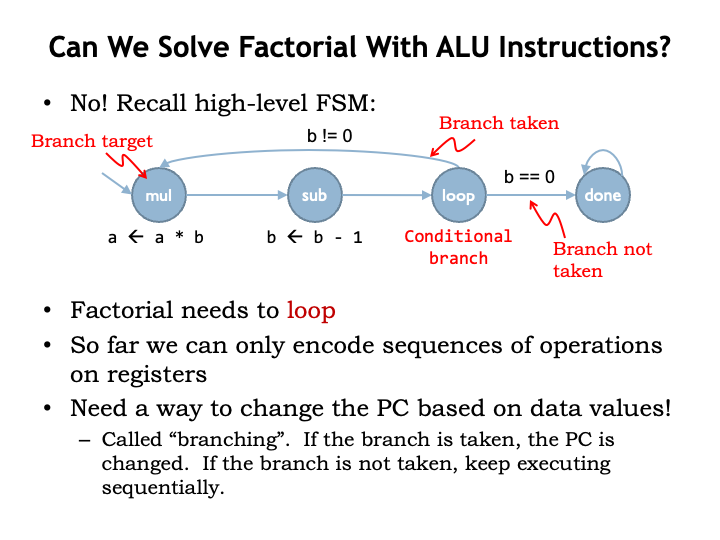 Can We Solve Factorial With ALU Instructions?
• No! Recall high-level FSM:
Branch taken
b != 0
Branch target
b == 0
mul
sub
loop
done
a ← a * b
b ← b - 1
Conditional
branch
Branch not
taken
• Factorial needs to loop
• So far we can only encode sequences of operations
on registers
• Need a way to change the PC based on data values!
– Called “branching”. If the branch is taken, the PC is
changed. If the branch is not taken, keep executing
sequentially.